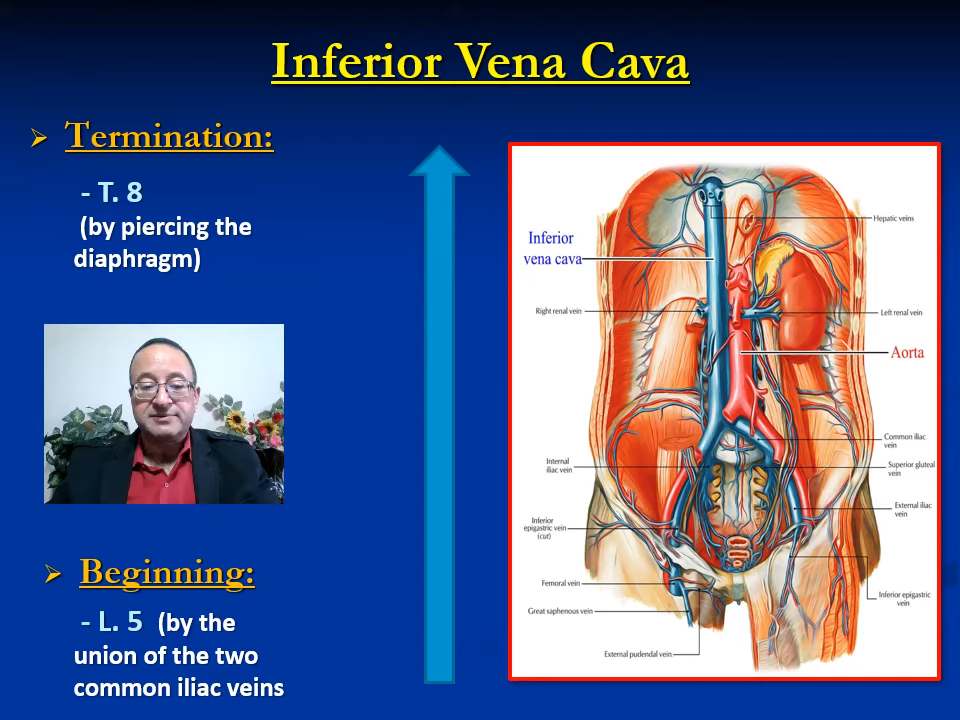 Inferior Vena Cava
Termination:
- T. 8
(by piercing the
diaphragm)
Beginning:
- L. 5 (by the
union of the two
common iliac veins
Hepatic veins
Inferior
vena cava
Right renal vein
Left renal vein
Aorta
Common iliac
vein
Internal
iliac vein
Superior gluteal
vein
External iliac
vein
Inferior
epigastric vein
(cut)
Femoral vein
Inferior epigastric
vein
Great saphenous vein
External pudendal vein